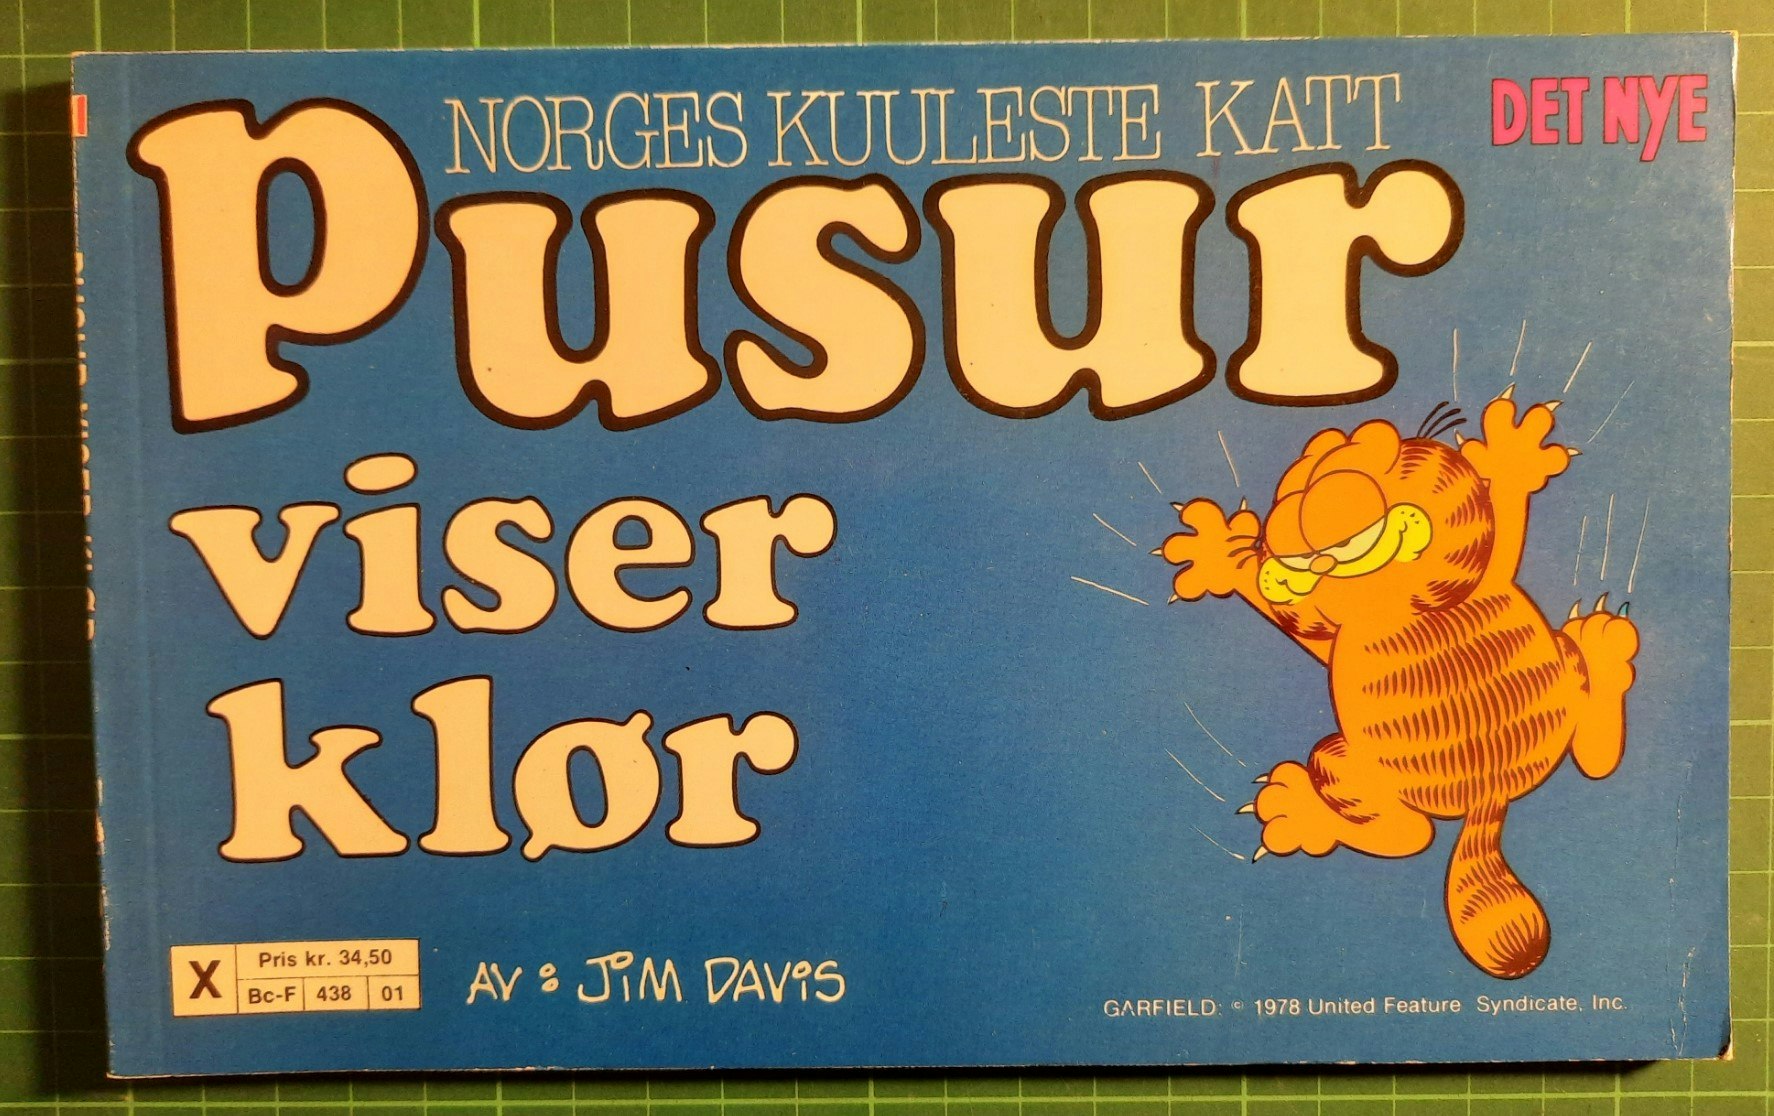 NORGES KUULESTE KATT
DET NYE
Pusur
viser
klør
X
Pris kr. 34,50
Bc-F 438 01
AV: JIM DAVIS
GARFIELD: © 1978 United Feature Syndicate, Inc.